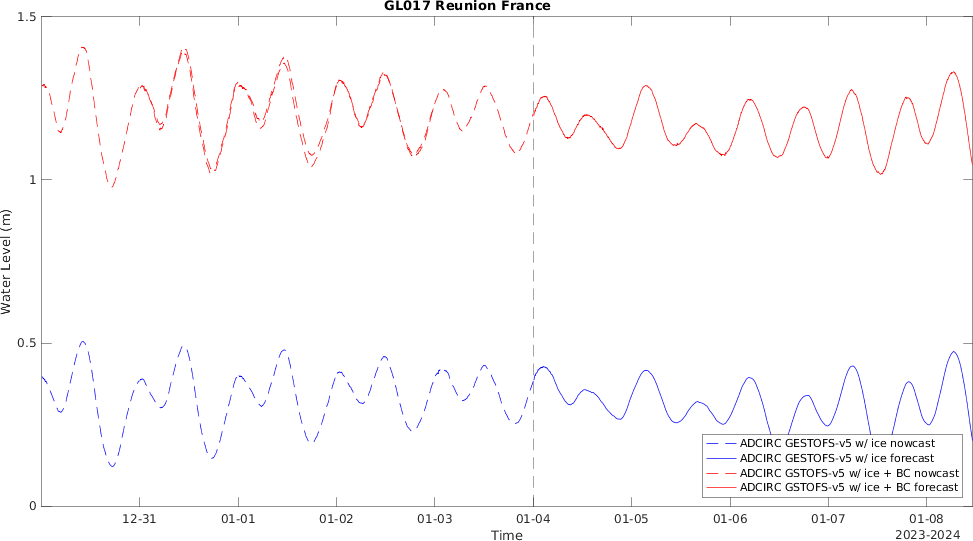 GL017 Reunion France
1.5
1
0.5
0
Water Level (m)
12-31 01-01 01-02 01-03 01-04 01-05 01-06 01-07 01-08
Time
2023-2024
ADCIRC GESTOFS-v5 w/ ice nowcast
ADCIRC GESTOFS-v5 w/ ice forecast
ADCIRC GSTOFS-v5 w/ ice + BC nowcast
ADCIRC GSTOFS-v5 w/ ice + BC forecast